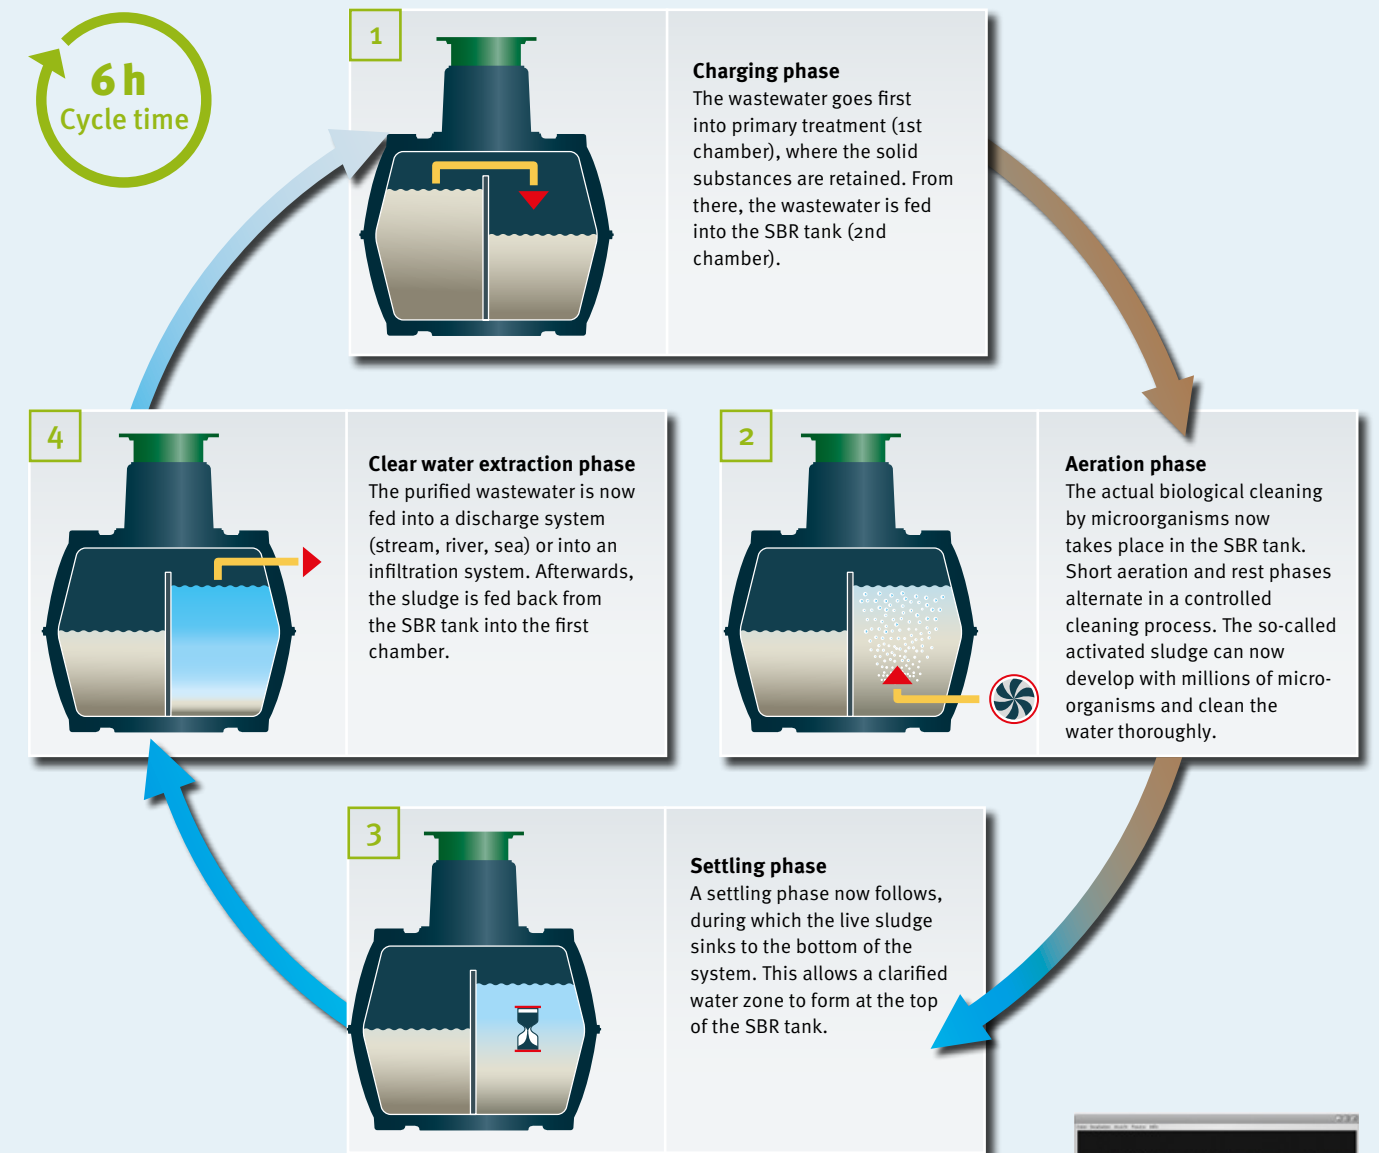 6 h
Cycle time
1
Charging phase
The wastewater goes first
into primary treatment (1st
chamber), where the solid
substances are retained. From
there, the wastewater is fed
into the SBR tank (2nd
chamber).
2
Aeration phase
The actual biological cleaning
by microorganisms now
takes place in the SBR tank.
Short aeration and rest phases
alternate in a controlled
cleaning process. The so-called
activated sludge can now
develop with millions of micro-
organisms and clean the
water thoroughly.
3
Settling phase
A settling phase now follows,
during which the live sludge
sinks to the bottom of the
system. This allows a clarified
water zone to form at the top
of the SBR tank.
4
Clear water extraction phase
The purified wastewater is now
fed into a discharge system
(stream, river, sea) or into an
infiltration system. Afterwards,
the sludge is fed back from
the SBR tank into the first
chamber.